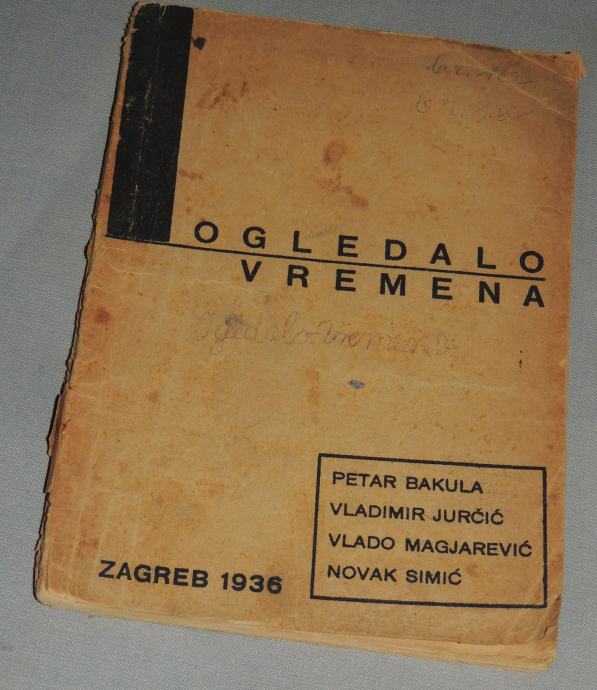 OGLEDALO
VREMENA
Ogledalo vremena
PETAR BAKULA
VLADIMIR JURČIĆ
VLADO MAGJAREVIĆ
NOVAK SIMIĆ
ZAGREB 1936